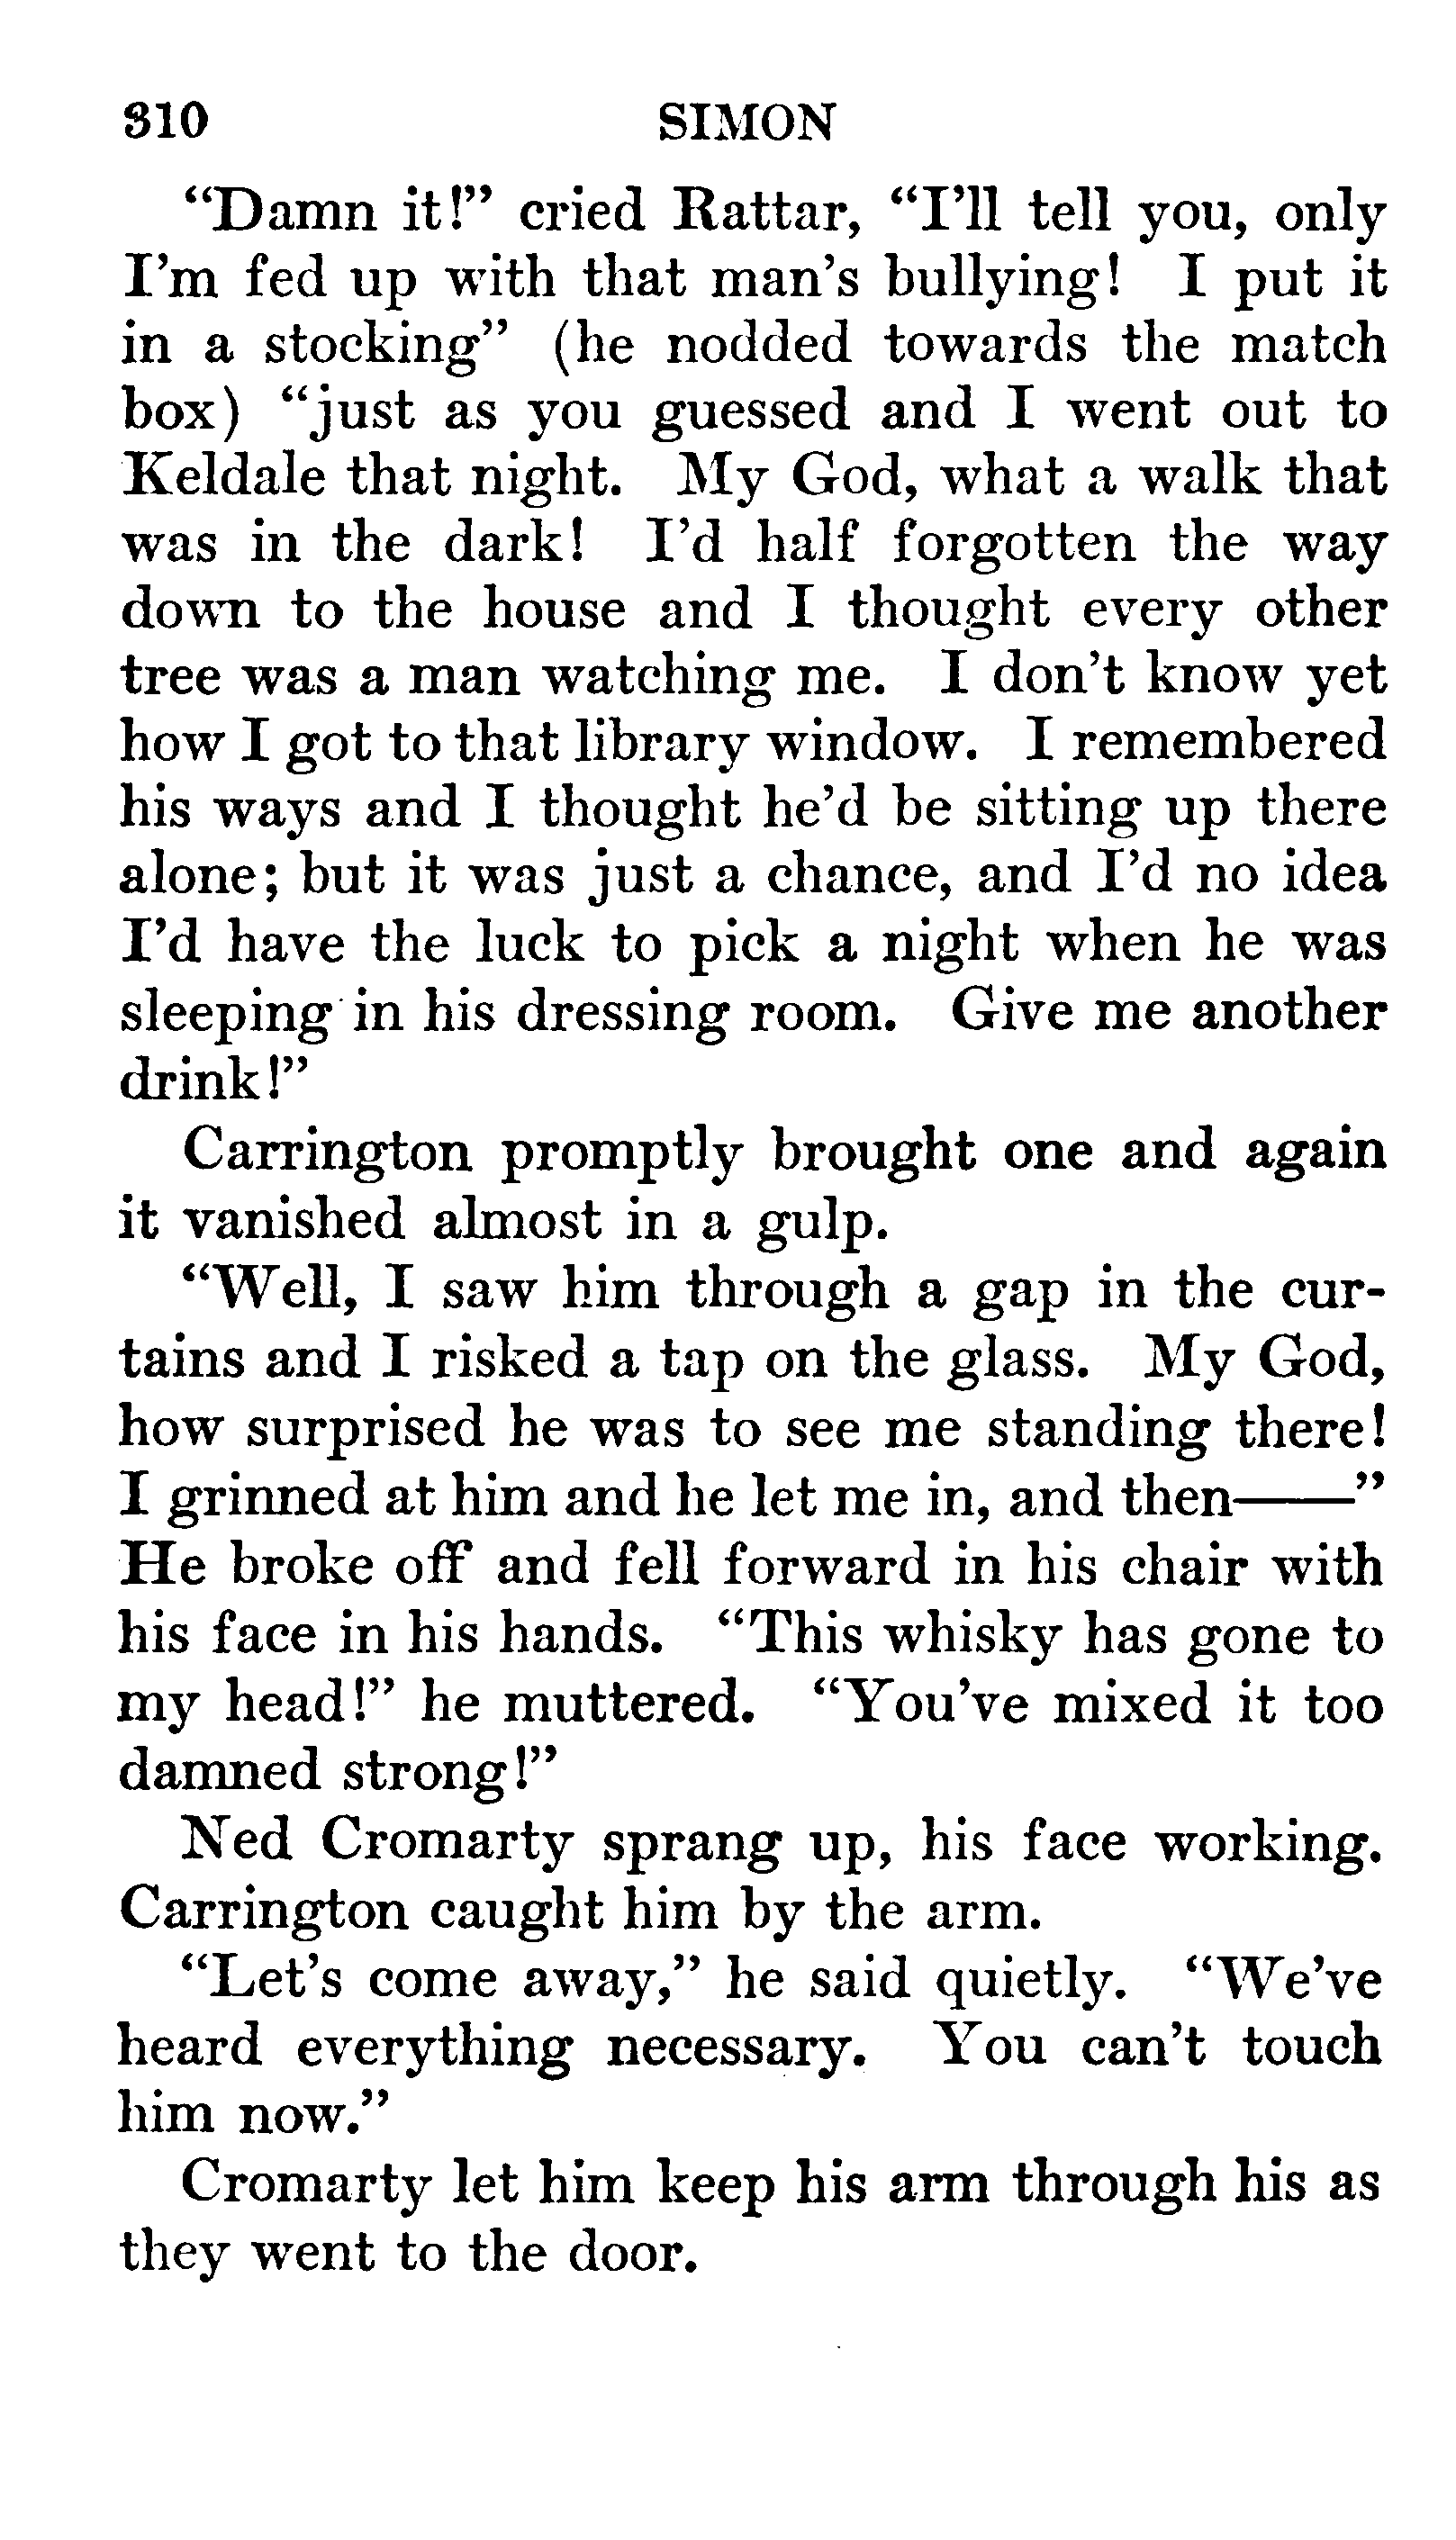 310 SIMON
“Damn it!” cried Rattar, “I’ll tell you, only
I’m fed up with that man’s bullying! I put it
in a stocking” (he nodded towards the match
box) “just as you guessed and I went out to
Keldale that night. My God, what a walk that
was in the dark! I’d half forgotten the way
down to the house and I thought every other
tree was a man watching me. I don’t know yet
how I got to that library window. I remembered
his ways and I thought he’d be sitting up there
alone; but it was just a chance, and I’d no idea
I’d have the luck to pick a night when he was
sleeping in his dressing room. Give me another
drink!”
Carrington promptly brought one and again
it vanished almost in a gulp.
“Well, I saw him through a gap in the cur-
tains and I risked a tap on the glass. My God,
how surprised he was to see me standing there!
I grinned at him and he let me in, and then——”
He broke off and fell forward in his chair with
his face in his hands. “This whisky has gone to
my head!” he muttered. “You’ve mixed it too
damned strong!”
Ned Cromarty sprang up, his face working.
Carrington caught him by the arm.
“Let’s come away,” he said quietly. “We’ve
heard everything necessary. You can’t touch
him now.”
Cromarty let him keep his arm through his as
they went to the door.